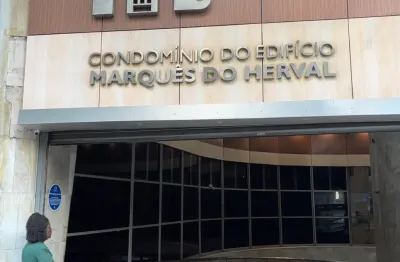 CONDOMÍNIO DO EDIFÍCIO
MARQUÊS DO HERVAL